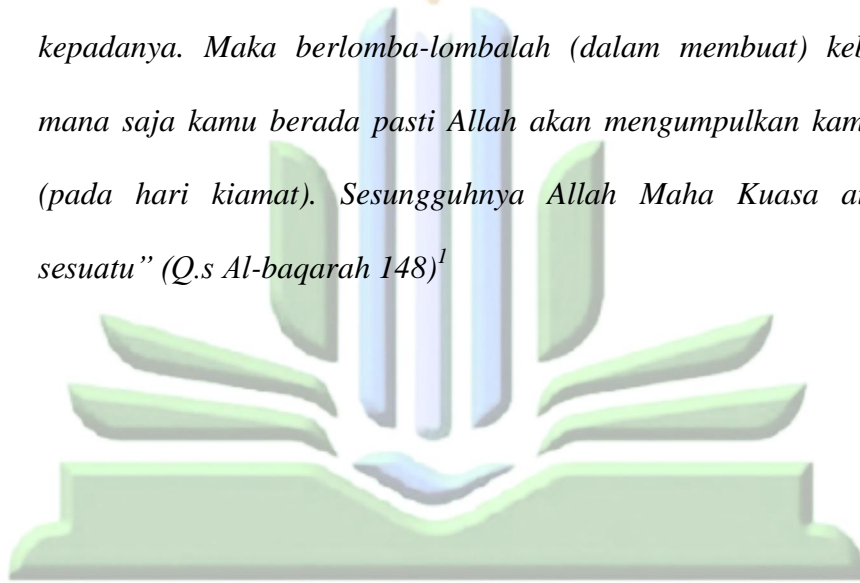 kepadanya. Maka berlomba-lombalah (dalam membuat)
mana saja kamu berada pasti Allah akan mengumpulkan
(pada hari kiamat). Sesungguhnya Allah Maha Kuasa
sesuatu” (Q.s Al-baqarah 148)1